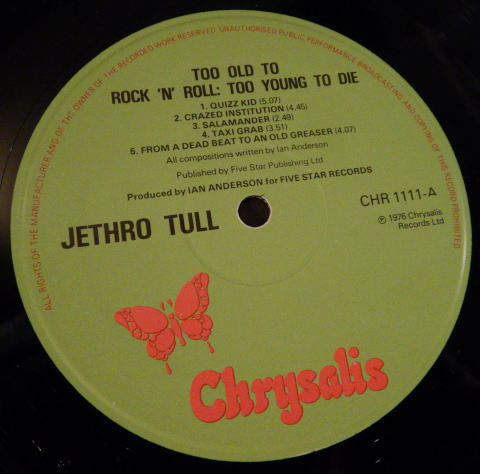 ALL RIGHTS OF THE MANUFACTURER AND OF THE OWNER OF THE RECORDED WORK RESERVED UNAUTHORISED PUBLIC PERFORMANCE BROADCASTING AND COPYING OF THIS RECORD PROHIBITED
TOO OLD TO
ROCK 'N' ROLL: TOO YOUNG TO DIE
1. QUIZZ KID (5.07)
2. CRAZED INSTITUTION (4.45)
3. SALAMANDER (2.49)
4. TAXI GRAB (3.51)
5. FROM A DEAD BEAT TO AN OLD GREASER (4.07)
All compositions written by Ian Anderson
Published by Five Star Publishing Ltd
Produced by IAN ANDERSON for FIVE STAR RECORDS
JETHRO TULL
CHR 1111-A
℗ 1976 Chrysalis
Records Ltd
Chrysalis